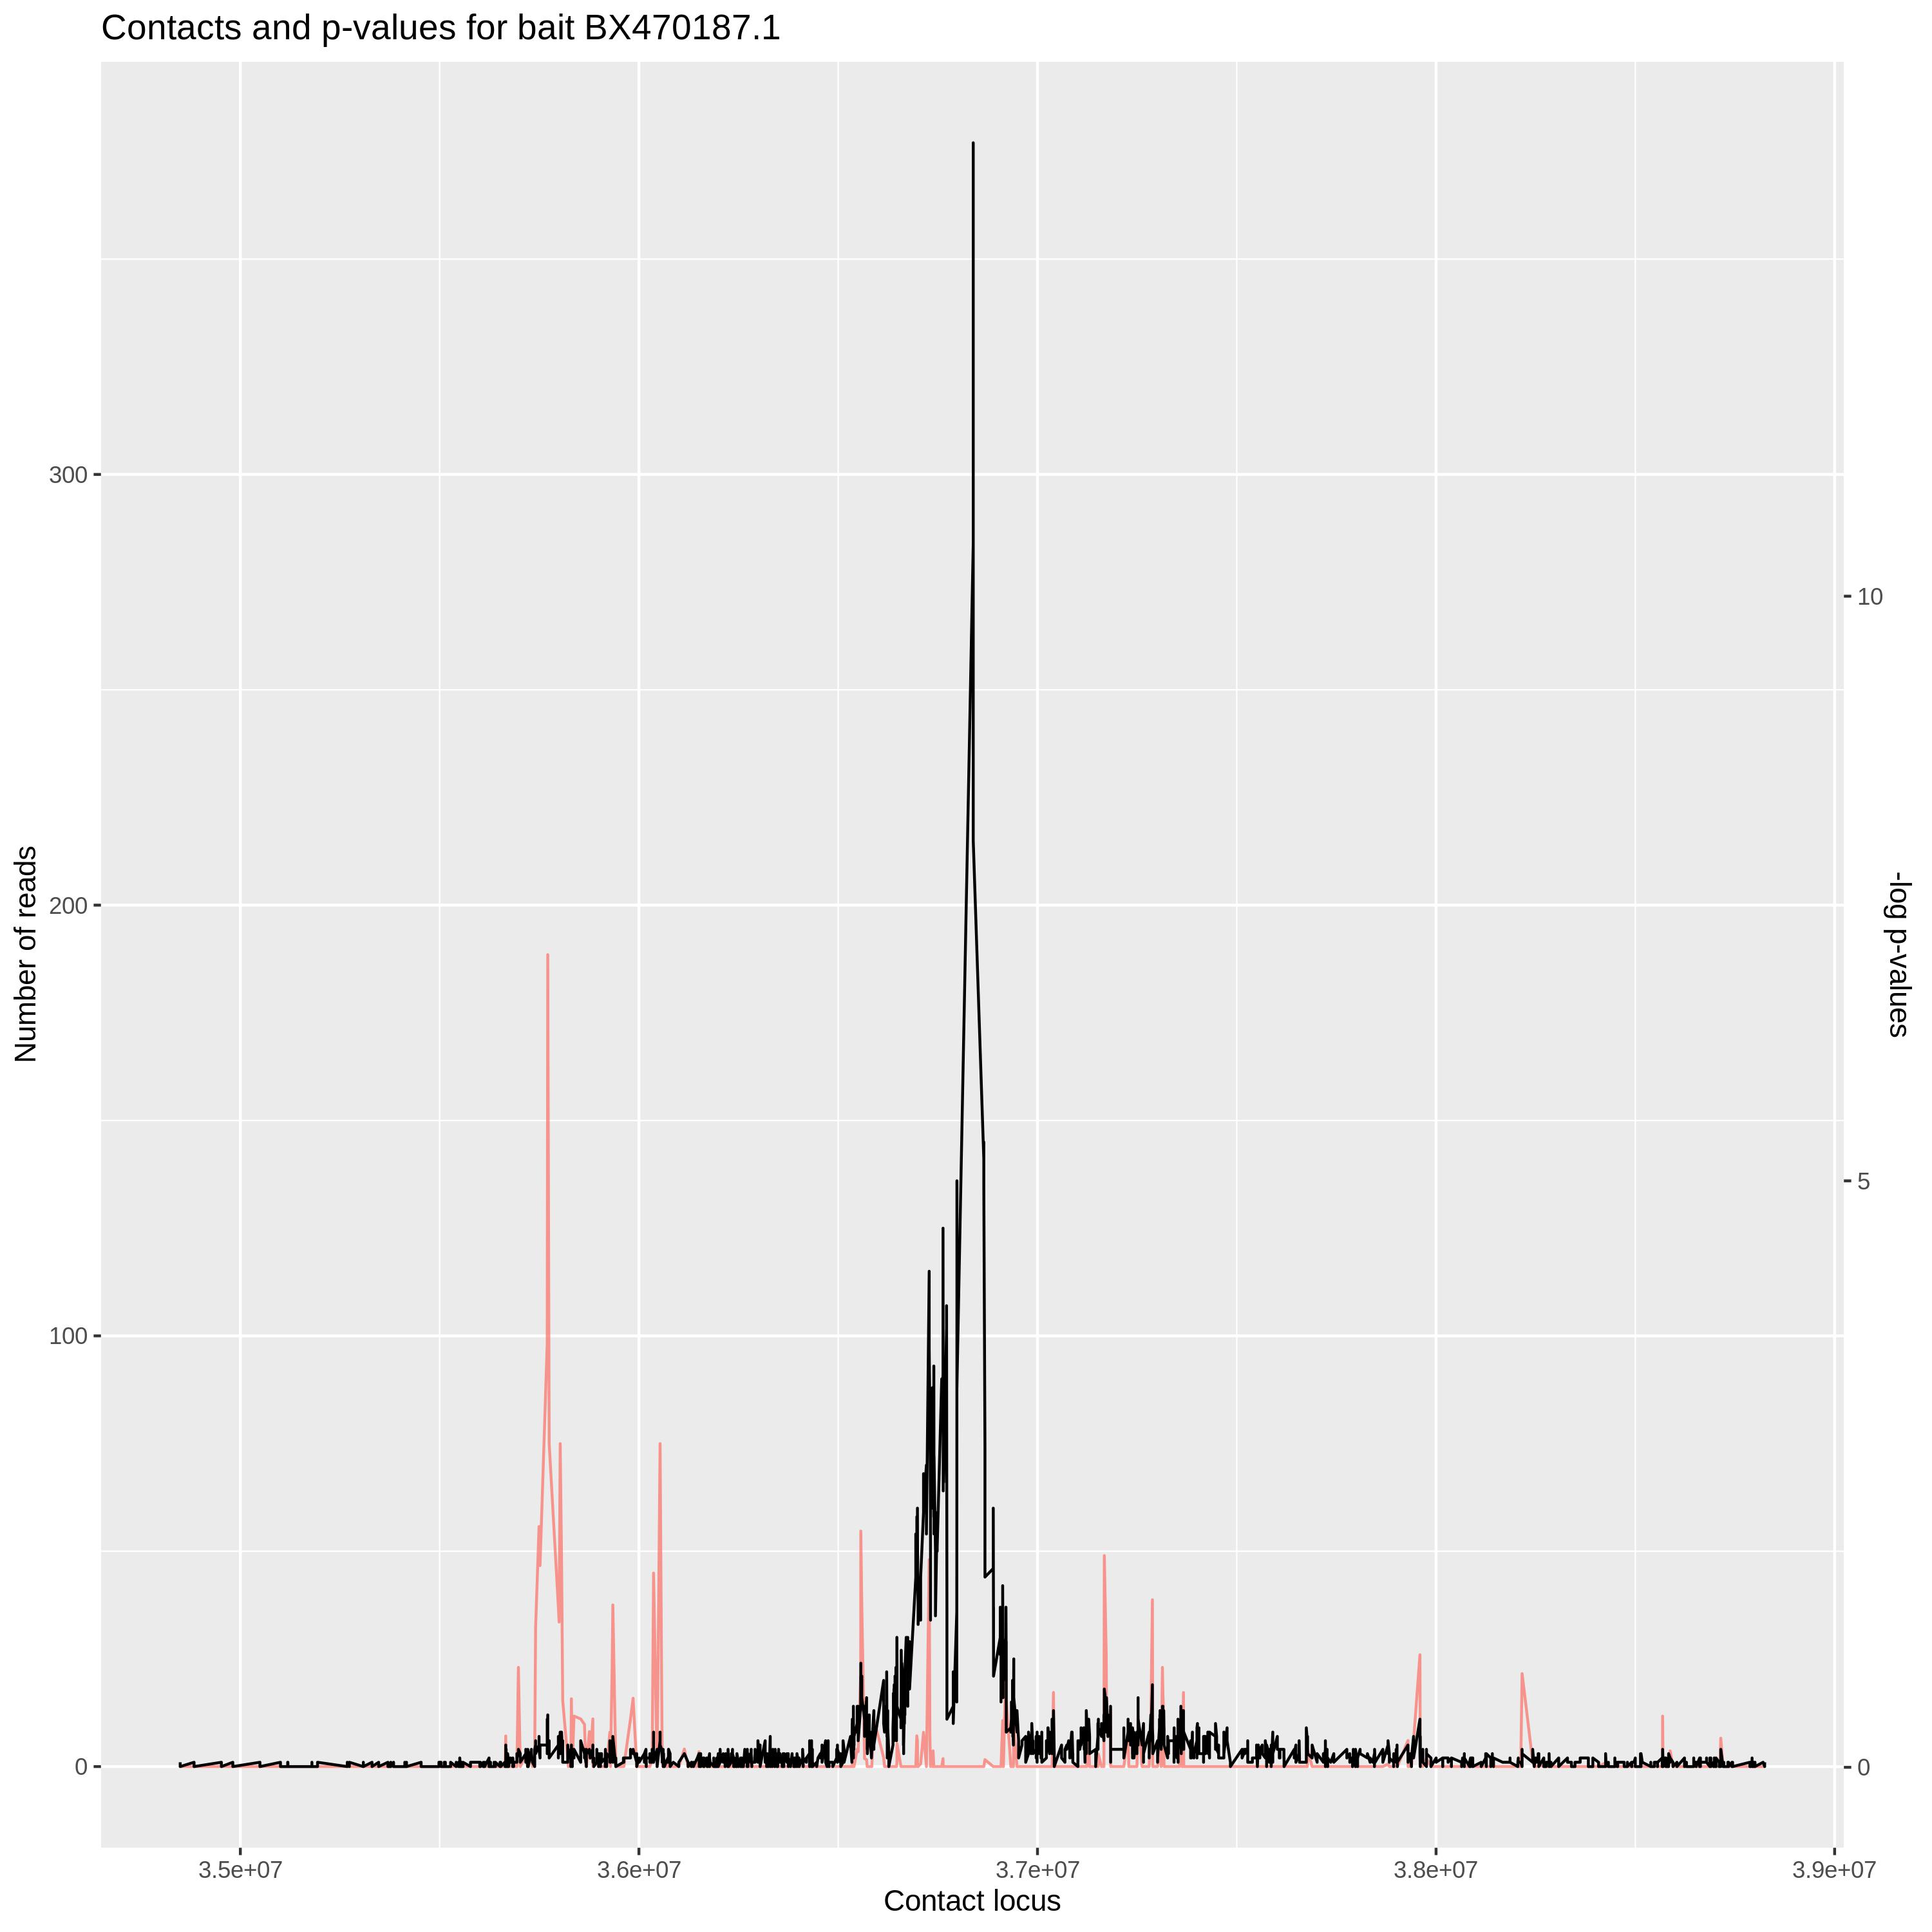 Contacts and p-values for bait BX470187.1
Number of reads
300
200
100
0
10
5
0
-log p-values
3.5e+07
3.6e+07
3.7e+07
3.8e+07
3.9e+07
Contact locus